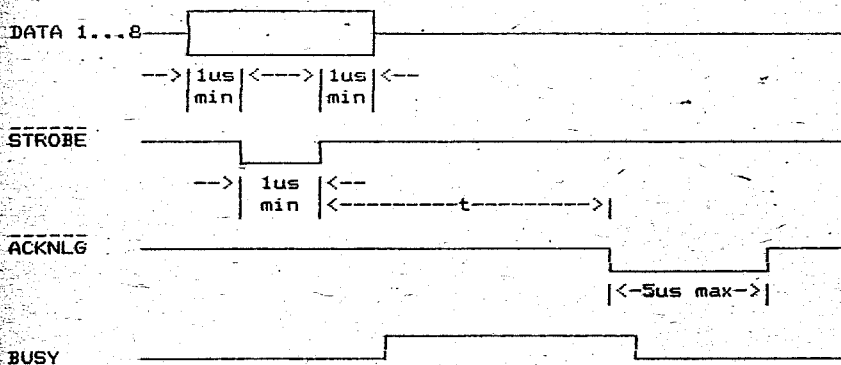 DATA 1...8
-->|1us|<--->|1us|<--
min min
STROBE
-->|1us|<--
min |<---------t--------->|
ACKNLG
|<-5us max->|
BUSY